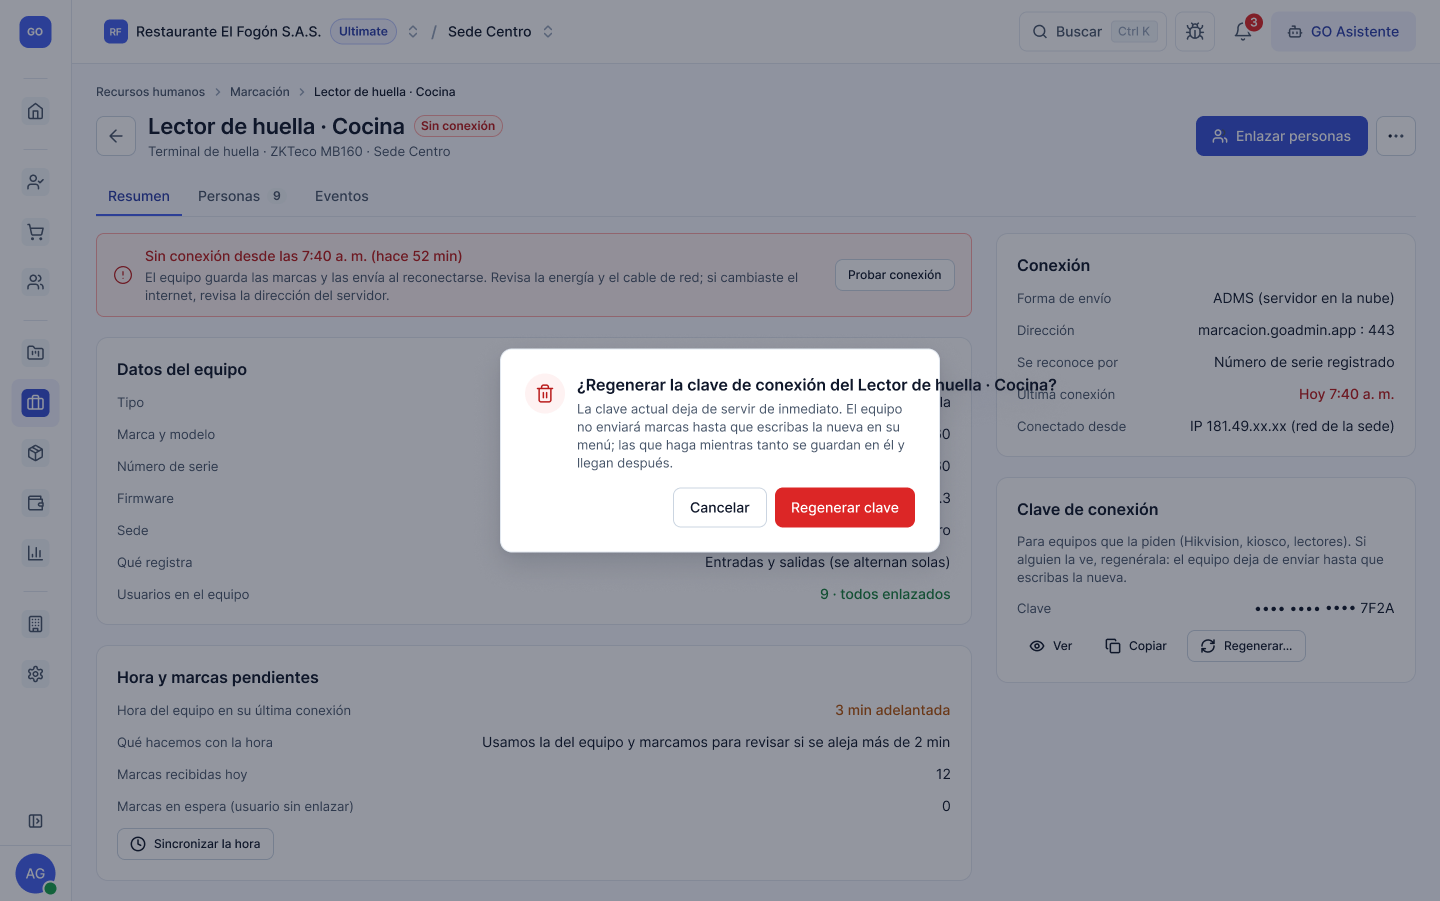 GO
RF
Restaurante El Fogón S.A.S.
Ultimate
/
Sede Centro
Buscar
Ctrl K
3
GO Asistente
Recursos humanos
Marcación
Lector de huella · Cocina
Lector de huella · Cocina
Sin conexión
Terminal de huella · ZKTeco MB160 · Sede Centro
Enlazar personas
Resumen
Personas 9
Eventos
Sin conexión desde las 7:40 a. m. (hace 52 min)
El equipo guarda las marcas y las envía al reconectarse. Revisa la energía y el cable de red; si cambiaste el
internet, revisa la dirección del servidor.
Probar conexión
Datos del equipo
Tipo
Marca y modelo
Número de serie
Firmware
Sede
Qué registra
Entradas y salidas (se alternan solas)
Usuarios en el equipo
9 · todos enlazados
¿Regenerar la clave de conexión del Lector de huella · Cocina?
La clave actual deja de servir de inmediato. El equipo
no enviará marcas hasta que escribas la nueva en su
menú; las que haga mientras tanto se guardan en él y
llegan después.
Cancelar
Regenerar clave
Hora y marcas pendientes
Hora del equipo en su última conexión
3 min adelantada
Qué hacemos con la hora
Usamos la del equipo y marcamos para revisar si se aleja más de 2 min
Marcas recibidas hoy
12
Marcas en espera (usuario sin enlazar)
0
Sincronizar la hora
Conexión
Forma de envío
ADMS (servidor en la nube)
Dirección
marcacion.goadmin.app : 443
Se reconoce por
Número de serie registrado
Última conexión
Hoy 7:40 a. m.
Conectado desde
IP 181.49.xx.xx (red de la sede)
Clave de conexión
Para equipos que la piden (Hikvision, kiosco, lectores). Si
alguien la ve, regenérala: el equipo deja de enviar hasta que
escribas la nueva.
Clave
•••• •••• •••• 7F2A
Ver
Copiar
Regenerar...
AG